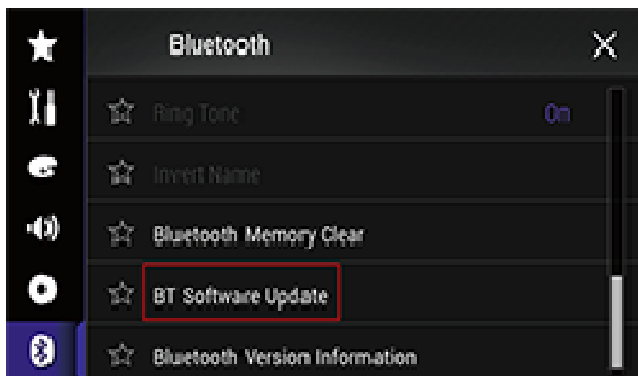 Bluetooth
Ring Tone On
Invert Name
Bluetooth Memory Clear
BT Software Update
Bluetooth Version Information